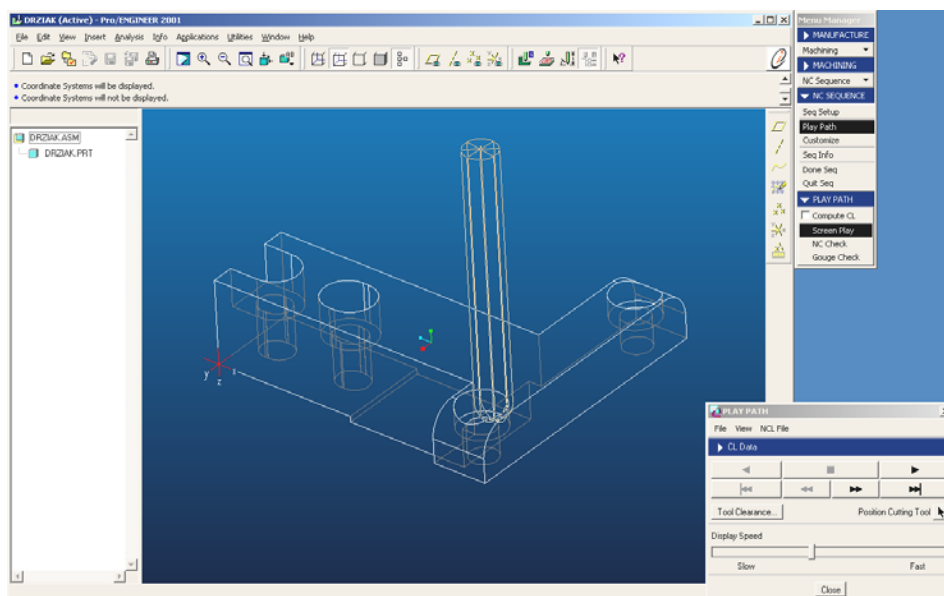 DRZIAK (Active) - Pro/ENGINEER 2001
File Edit View Insert Analysis Info Applications Utilities Window Help
Coordinate Systems will be displayed.
Coordinate Systems will not be displayed.
DRZIAK.ASM
DRZIAK.PRT
y z x
Menu Manager
MANUFACTURE
Machining
MACHINING
NC Sequence
NC SEQUENCE
Seq Setup
Play Path
Customize
Seq Info
Done Seq
Quit Seq
PLAY PATH
Compute CL
Screen Play
NC Check
Gouge Check
PLAY PATH
File View NCL File
CL Data
Tool Clearance...
Position Cutting Tool
Display Speed
Slow Fast
Close